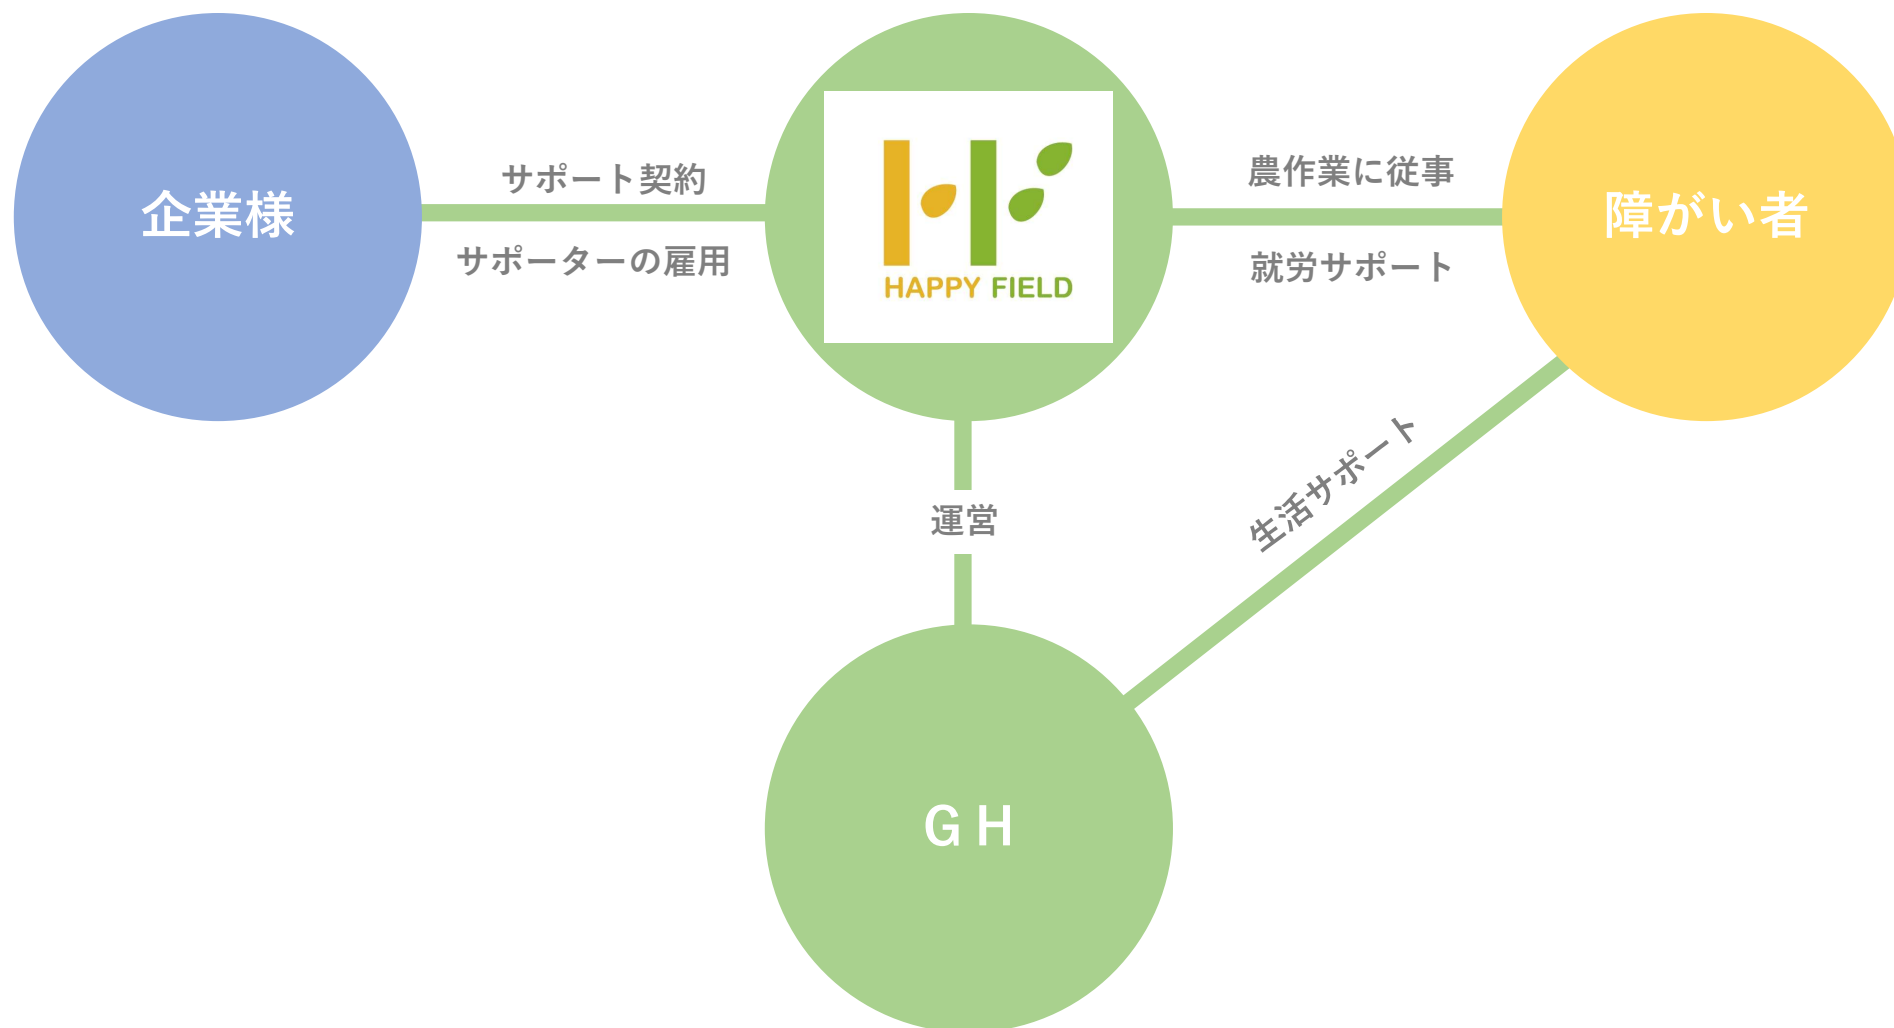 企業様
サポート契約
サポーターの雇用
HAPPY FIELD
農作業に従事
就労サポート
障がい者
運営
生活サポート
ＧＨ